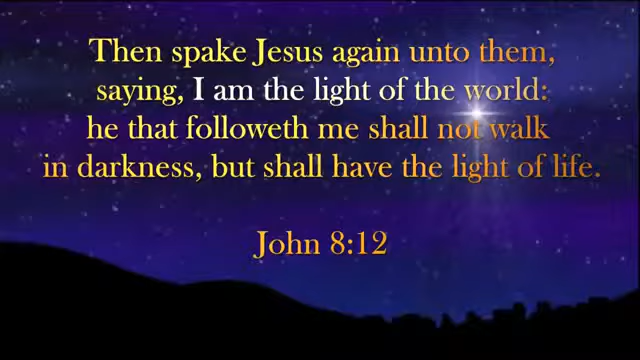 Then spake Jesus again unto them,
saying, I am the light of the world:
he that followeth me shall not walk
in darkness, but shall have the light of life.
John 8:12